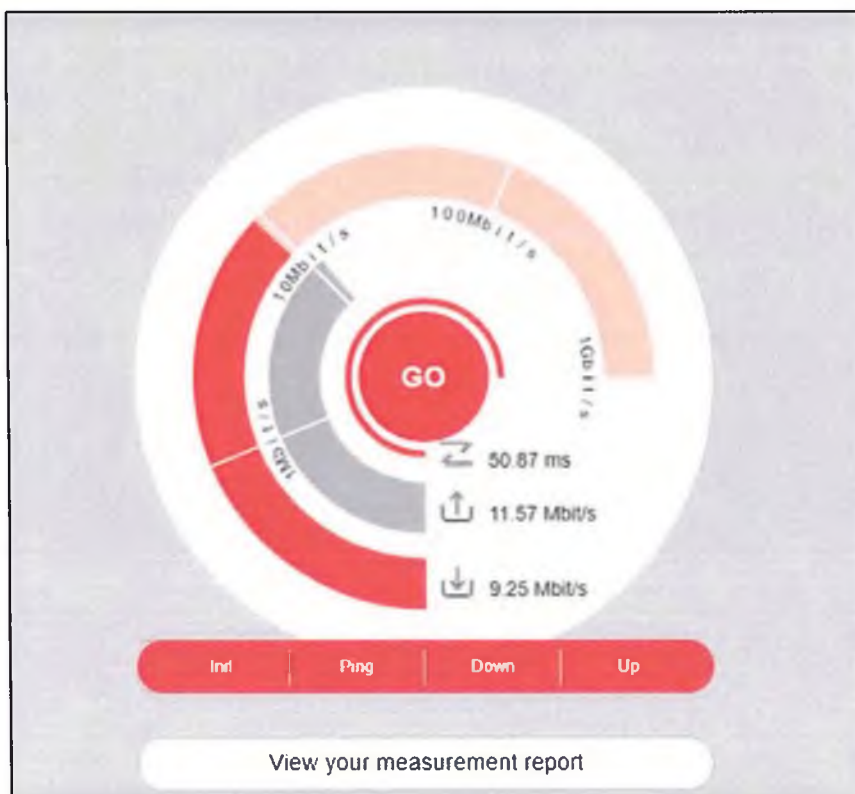 100Mbit/s
10Mbit/s
1Gbit/s
GO
1Mbit/s
50.87 ms
11.57 Mbit/s
9.25 Mbit/s
Init Ping Down Up
View your measurement report